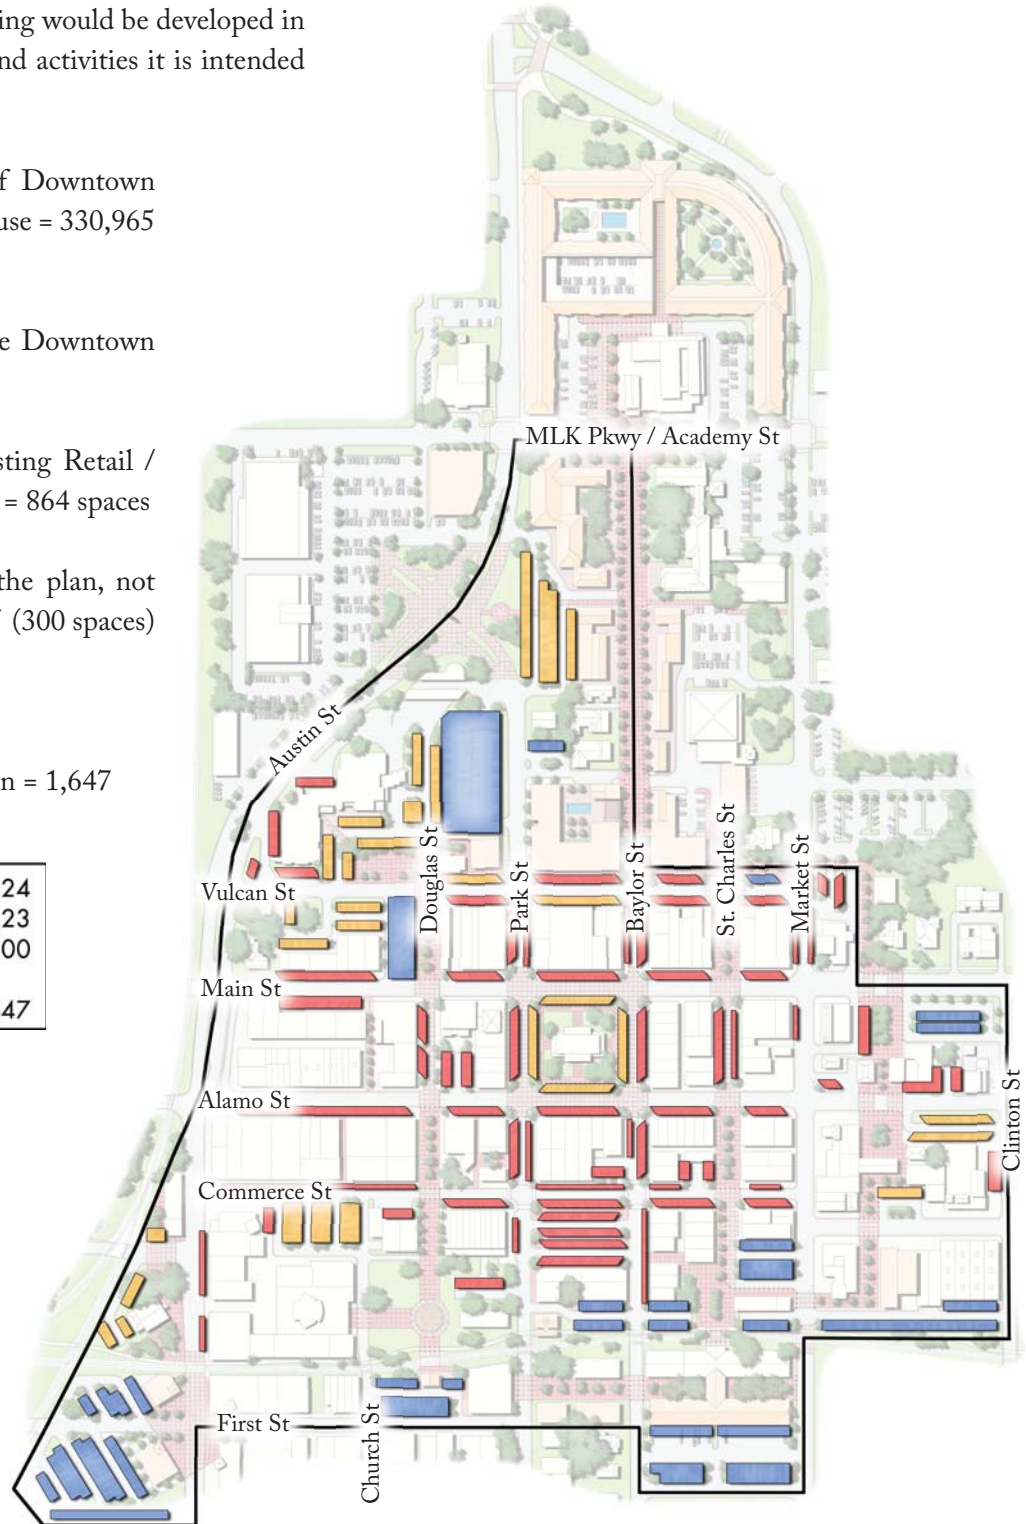 ing would be developed in
nd activities it is intended
f Downtown
use = 330,965
e Downtown
sting Retail /
= 864 spaces
the plan, not
(300 spaces)
n = 1,647
24
23
00
47
MLK Pkwy / Academy St
Austin St
Vulcan St
Douglas St
Park St
Baylor St
St. Charles St
Market St
Main St
Alamo St
Clinton St
Commerce St
First St
Church St